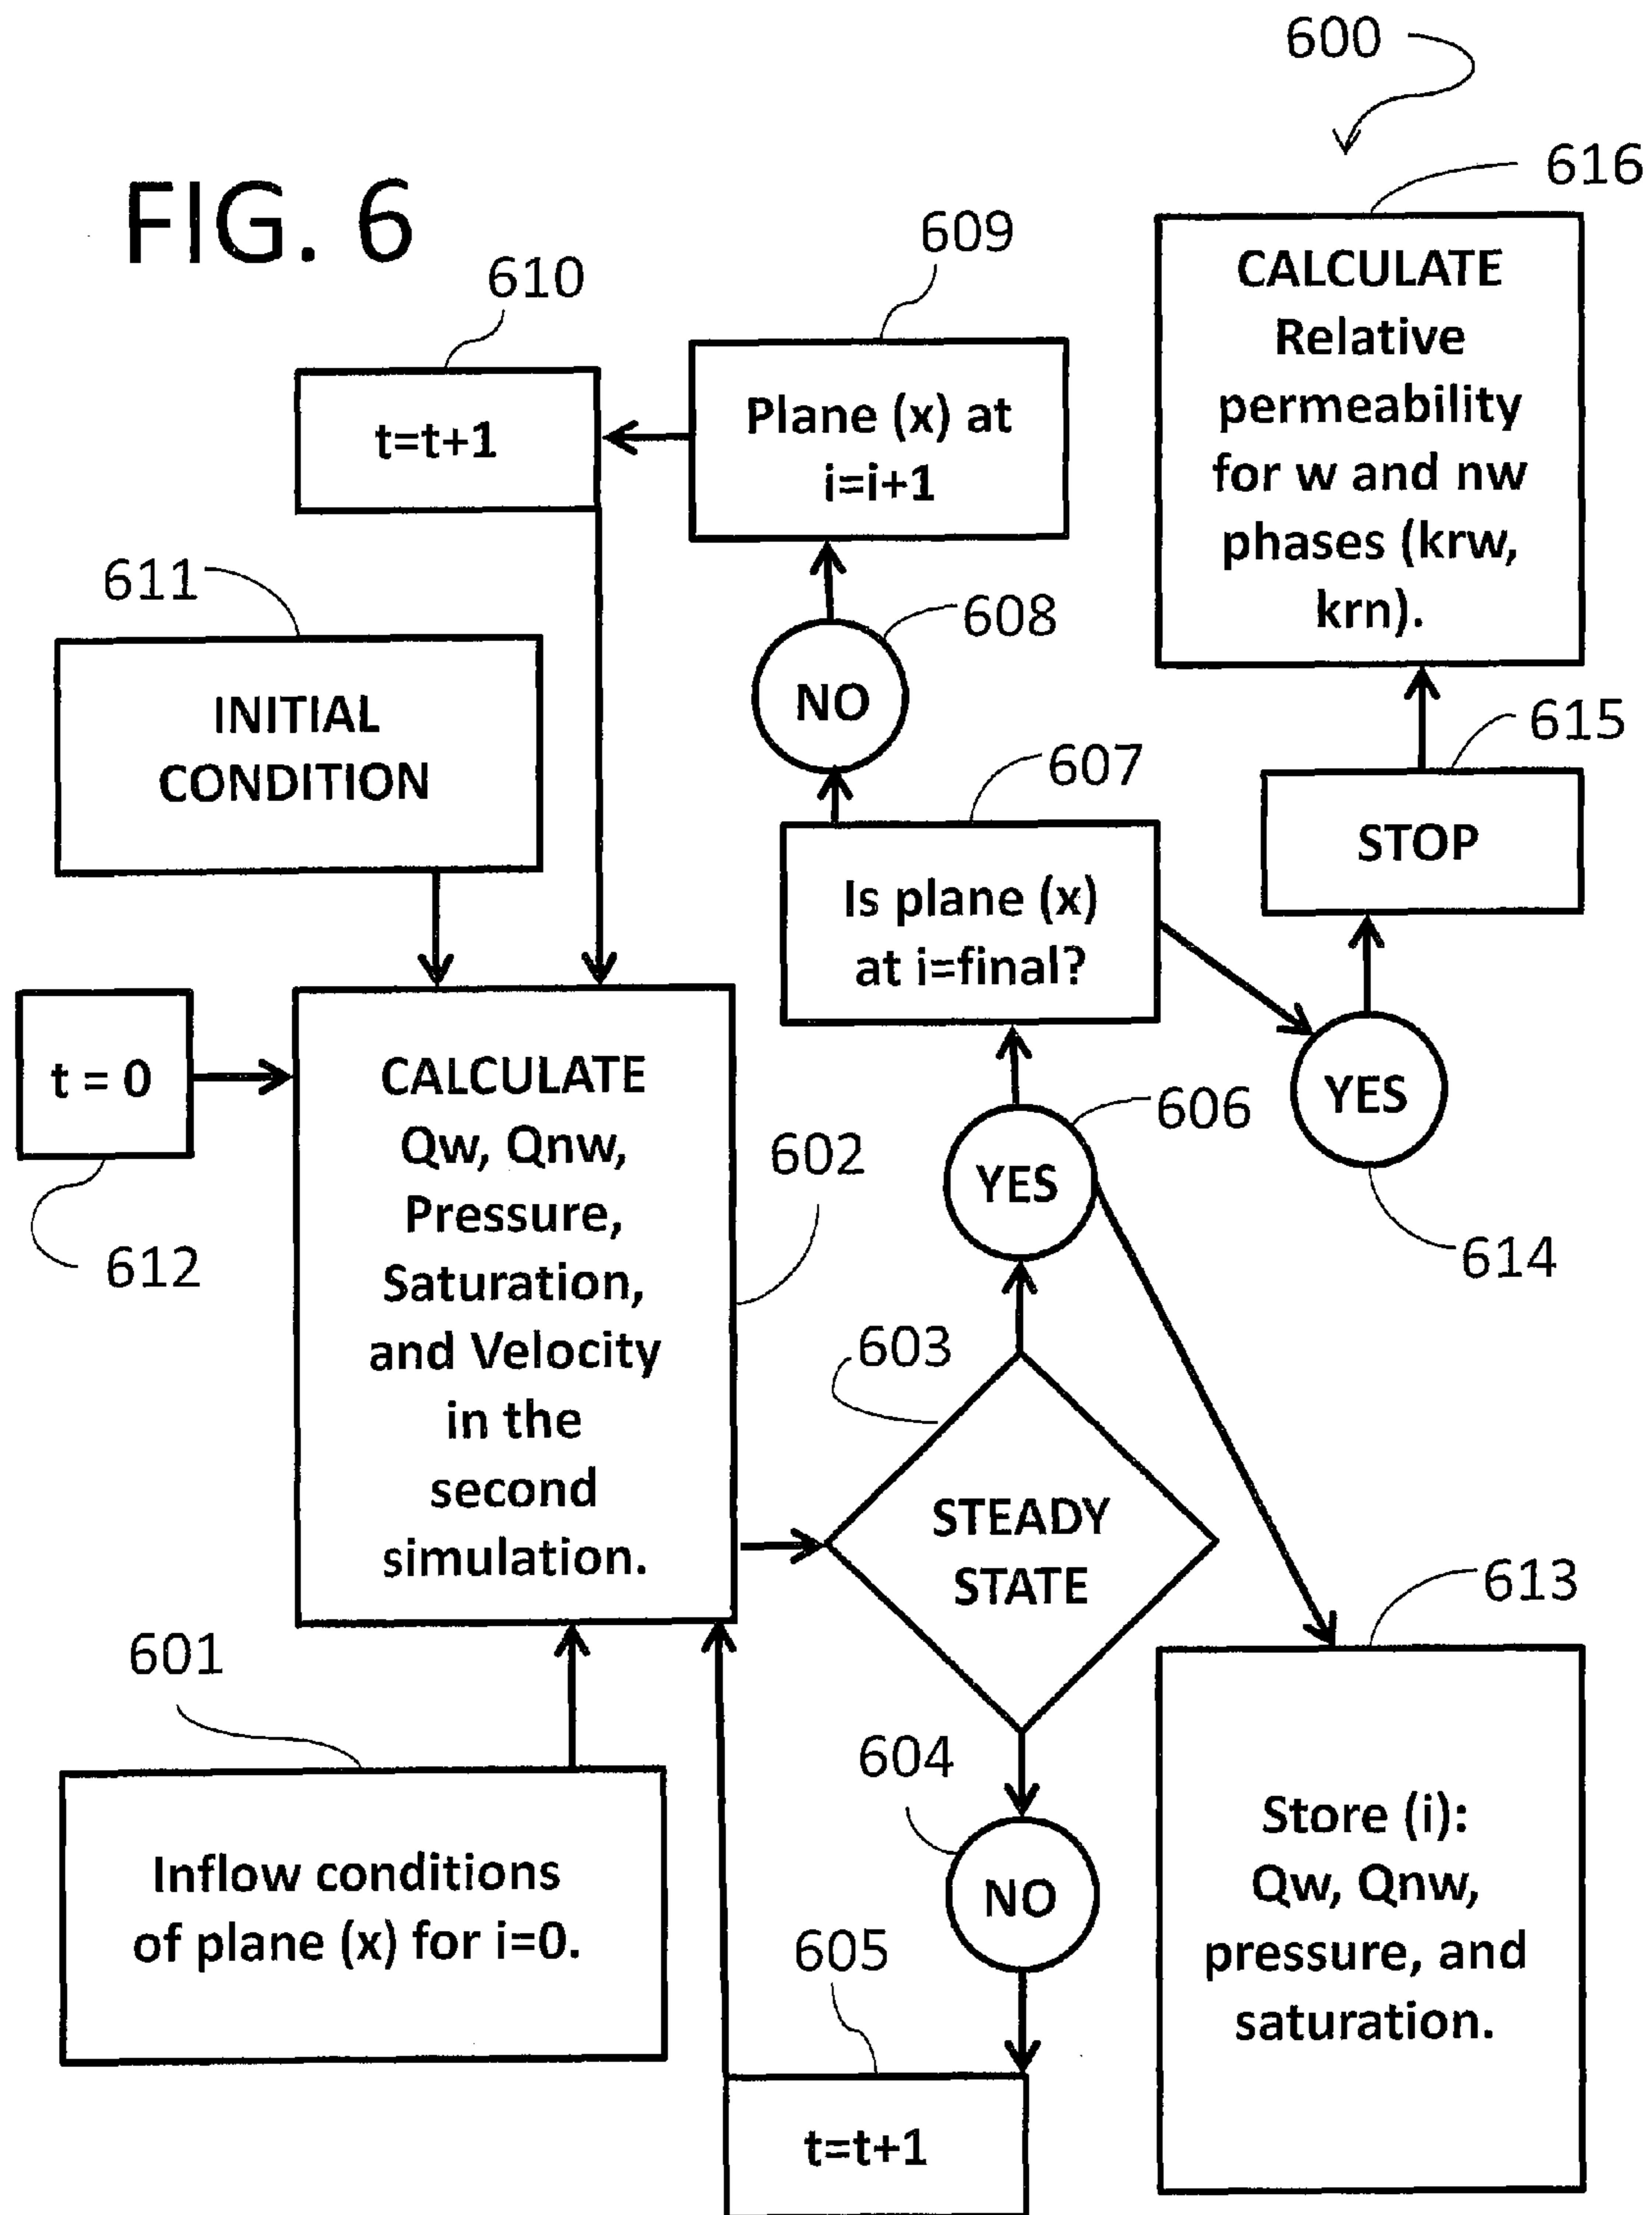 600
616
FIG. 6
609
610
CALCULATE
Relative
permeability
for w and nw
phases (krw,
krn).
Plane (x) at
i=i+1
t=t+1
611
608
NO
INITIAL
CONDITION
615
607
STOP
Is plane (x)
at i=final?
t = 0
612
CALCULATE
Qw, Qnw,
Pressure,
Saturation,
and Velocity
in the
second
simulation.
602
YES
606
YES
614
603
STEADY
STATE
613
601
604
Inflow conditions
of plane (x) for i=0.
NO
Store (i):
Qw, Qnw,
pressure, and
saturation.
605
t=t+1